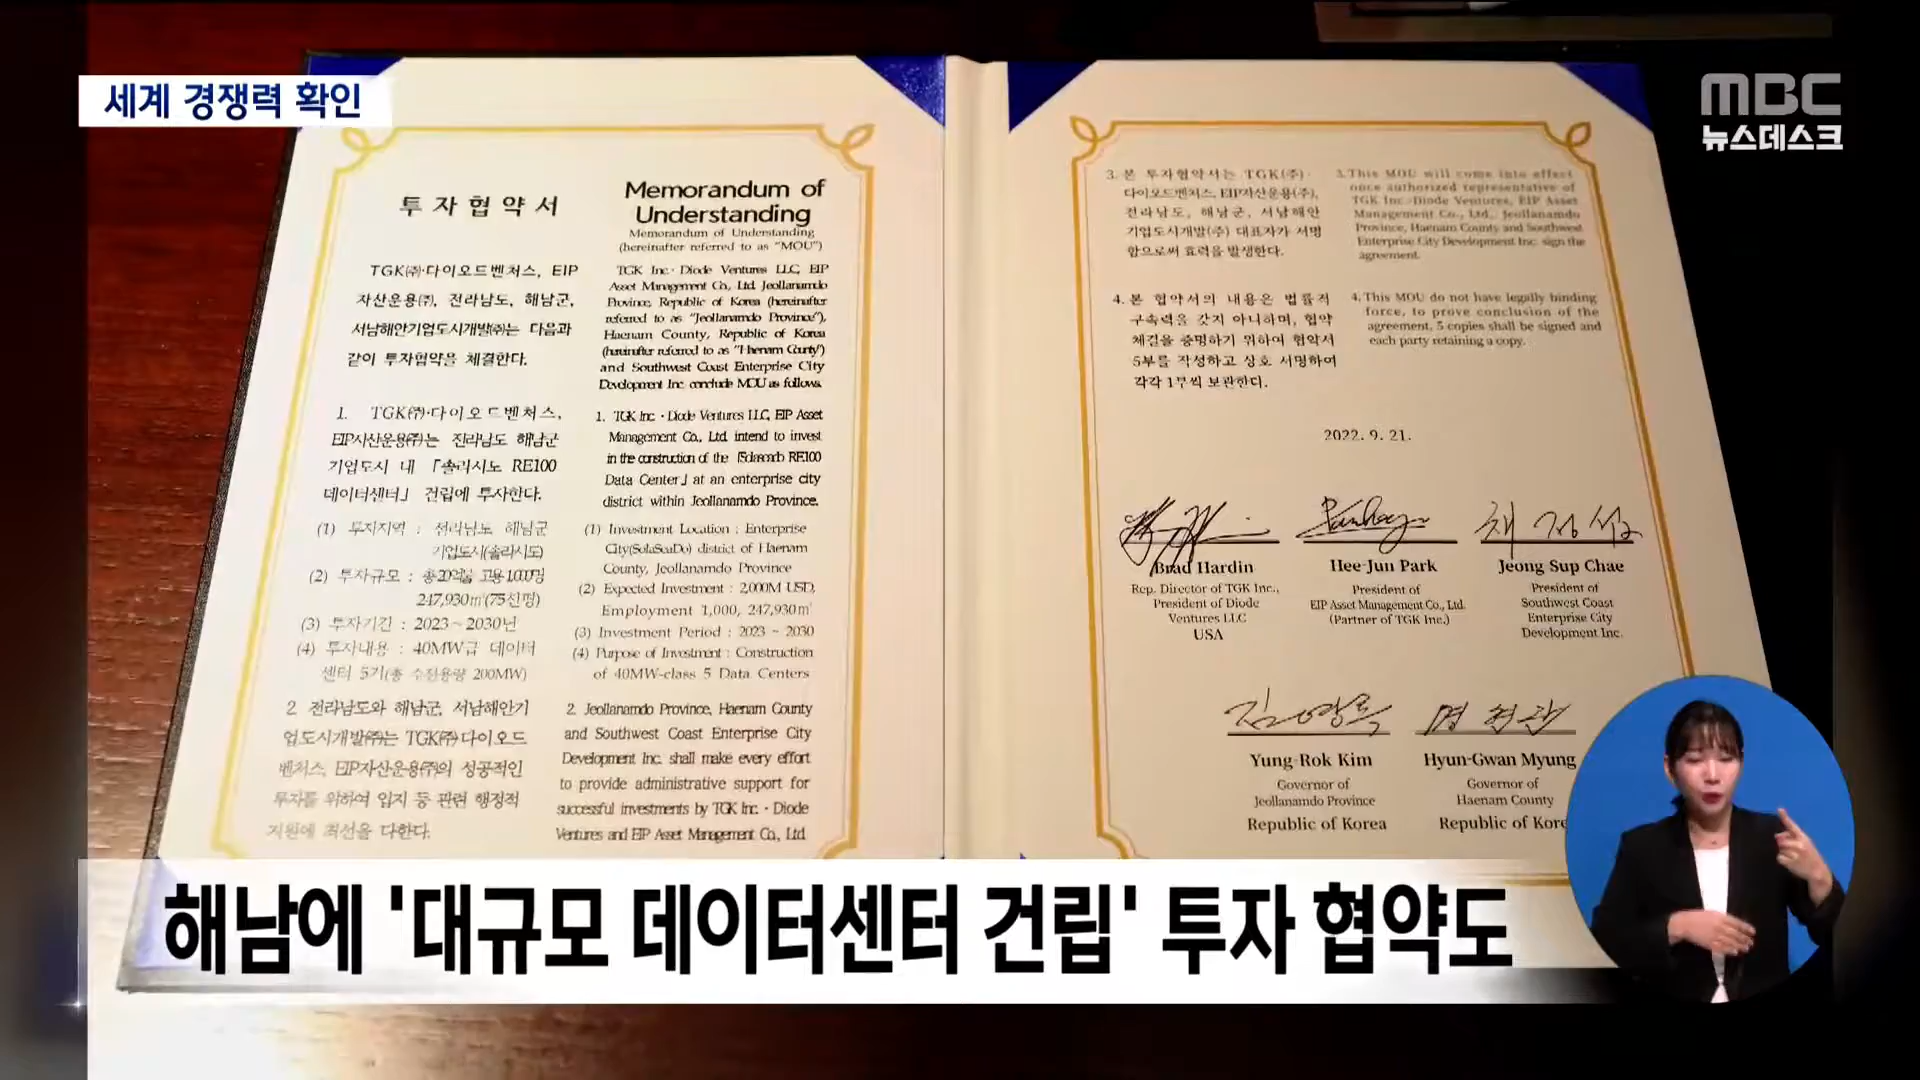 세계 경쟁력 확인
MBC
뉴스데스크
투자협약서
TGK㈜·다이오드벤처스, EIP
자산운용㈜, 전라남도, 해남군,
서남해안기업도시개발㈜는 다음과
같이 투자협약을 체결한다.
1. TGK㈜·다이오드벤처스,
EIP자산운용㈜는 전라남도 해남군
기업도시 내 「솔라시도 RE100
데이터센터」 건립에 투자한다.
(1) 투자지역 : 전라남도 해남군
기업도시(솔라시도)
(2) 투자규모 : 총20억불 고용1,000명
247,930㎡(75천평)
(3) 투자기간 : 2023 ~ 2030년
(4) 투자내용 : 40MW급 데이터
센터 5기(총 수전용량 200MW)
2. 전라남도와 해남군, 서남해안기
업도시개발㈜는 TGK㈜다이오드
벤처스, EIP자산운용㈜의 성공적인
투자를 위하여 입지 등 관련 행정적
지원에 최선을 다한다.
Memorandum of
Understanding
Memorandum of Understanding
(hereinafter referred to as "MOU")
TGK Inc · Diode Ventures LLC, EIP
Asset Management Co., Ltd. Jeollanamdo
Province, Republic of Korea (hereinafter
referred to as "Jeollanamdo Province"),
Haenam County, Republic of Korea
(hereinafter referred to as "Haenam County")
and Southwest Coast Enterprise City
Development Inc. conclude MOU as follows.
1. TGK Inc · Diode Ventures LLC, EIP Asset
Management Co., Ltd. intend to invest
in the construction of the 「Solaseado RE100
Data Center」 at an enterprise city
district within Jeollanamdo Province.
(1) Investment Location : Enterprise
City(SolaSeaDo) district of Haenam
County, Jeollanamdo Province
(2) Expected Investment : 2,000M USD,
Employment 1,000, 247,930㎡
(3) Investment Period : 2023 ~ 2030
(4) Purpose of Investment : Construction
of 40MW-class 5 Data Centers
2. Jeollanamdo Province, Haenam County
and Southwest Coast Enterprise City
Development Inc. shall make every effort
to provide administrative support for
successful investments by TGK Inc. · Diode
Ventures and EIP Asset Management Co., Ltd.
3. 본 투자협약서는 TGK(주)·
다이오드벤처스, EIP자산운용(주),
전라남도, 해남군, 서남해안
기업도시개발(주) 대표자가 서명
함으로써 효력을 발생한다.
4. 본 협약서의 내용은 법률적
구속력을 갖지 아니하며, 협약
체결을 증명하기 위하여 협약서
5부를 작성하고 상호 서명하여
각각 1부씩 보관한다.
3. This MOU will come into effect
once authorized representative of
TGK Inc · Diode Ventures, EIP Asset
Management Co., Ltd., Jeollanamdo
Province, Haenam County and Southwest
Enterprise City Development Inc. sign the
agreement.
4. This MOU do not have legally binding
force, to prove conclusion of the
agreement, 5 copies shall be signed and
each party retaining a copy.
2022. 9. 21.
채정섭
Brad Hardin
Rep. Director of TGK Inc.,
President of Diode
Ventures LLC
USA
Hee-Jun Park
President of
EIP Asset Management Co., Ltd.
(Partner of TGK Inc.)
Jeong Sup Chae
President of
Southwest Coast
Enterprise City
Development Inc.
김영록
명현관
Yung-Rok Kim
Governor of
Jeollanamdo Province
Republic of Korea
Hyun-Gwan Myung
Governor of
Haenam County
Republic of Kore
해남에 '대규모 데이터센터 건립' 투자 협약도